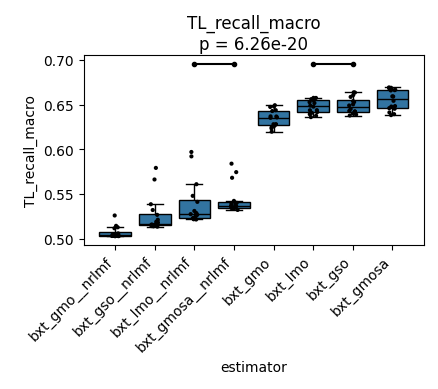 TL_recall_macro
p = 6.26e-20
0.70
0.65
0.60
0.55
0.50
TL_recall_macro
bxt_gmo__nrlmf
bxt_gso__nrlmf
bxt_lmo__nrlmf
bxt_gmosa__nrlmf
bxt_gmo
bxt_lmo
bxt_gso
bxt_gmosa
estimator